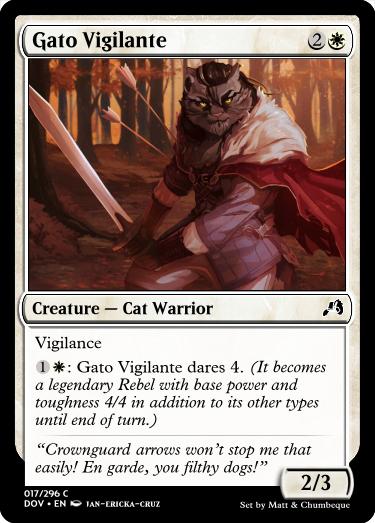 Gato Vigilante 2
Creature — Cat Warrior
Vigilance
1 : Gato Vigilante dares 4. (It becomes
a legendary Rebel with base power and
toughness 4/4 in addition to its other types
until end of turn.)
“Crownguard arrows won’t stop me that
easily! En garde, you filthy dogs!”
2/3
017/296 C
DOV • EN JAN-ERICKA-CRUZ
Set by Matt & Chumbeque